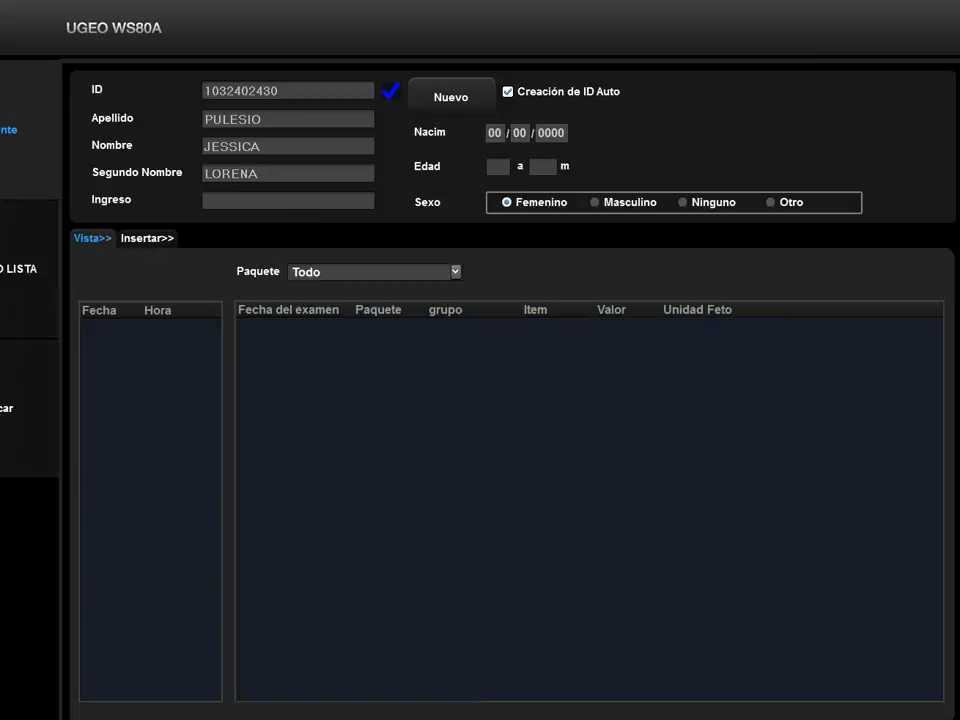 UGEO WS80A
ID 1032402430 Nuevo Creación de ID Auto
Apellido PULESIO
Nacim 00 / 00 / 0000
Nombre JESSICA
Segundo Nombre LORENA
Edad a m
Ingreso
Sexo Femenino Masculino Ninguno Otro
nte
O LISTA
car
Vista>> Insertar>>
Paquete Todo
Fecha Hora
Fecha del examen Paquete grupo Item Valor Unidad Feto